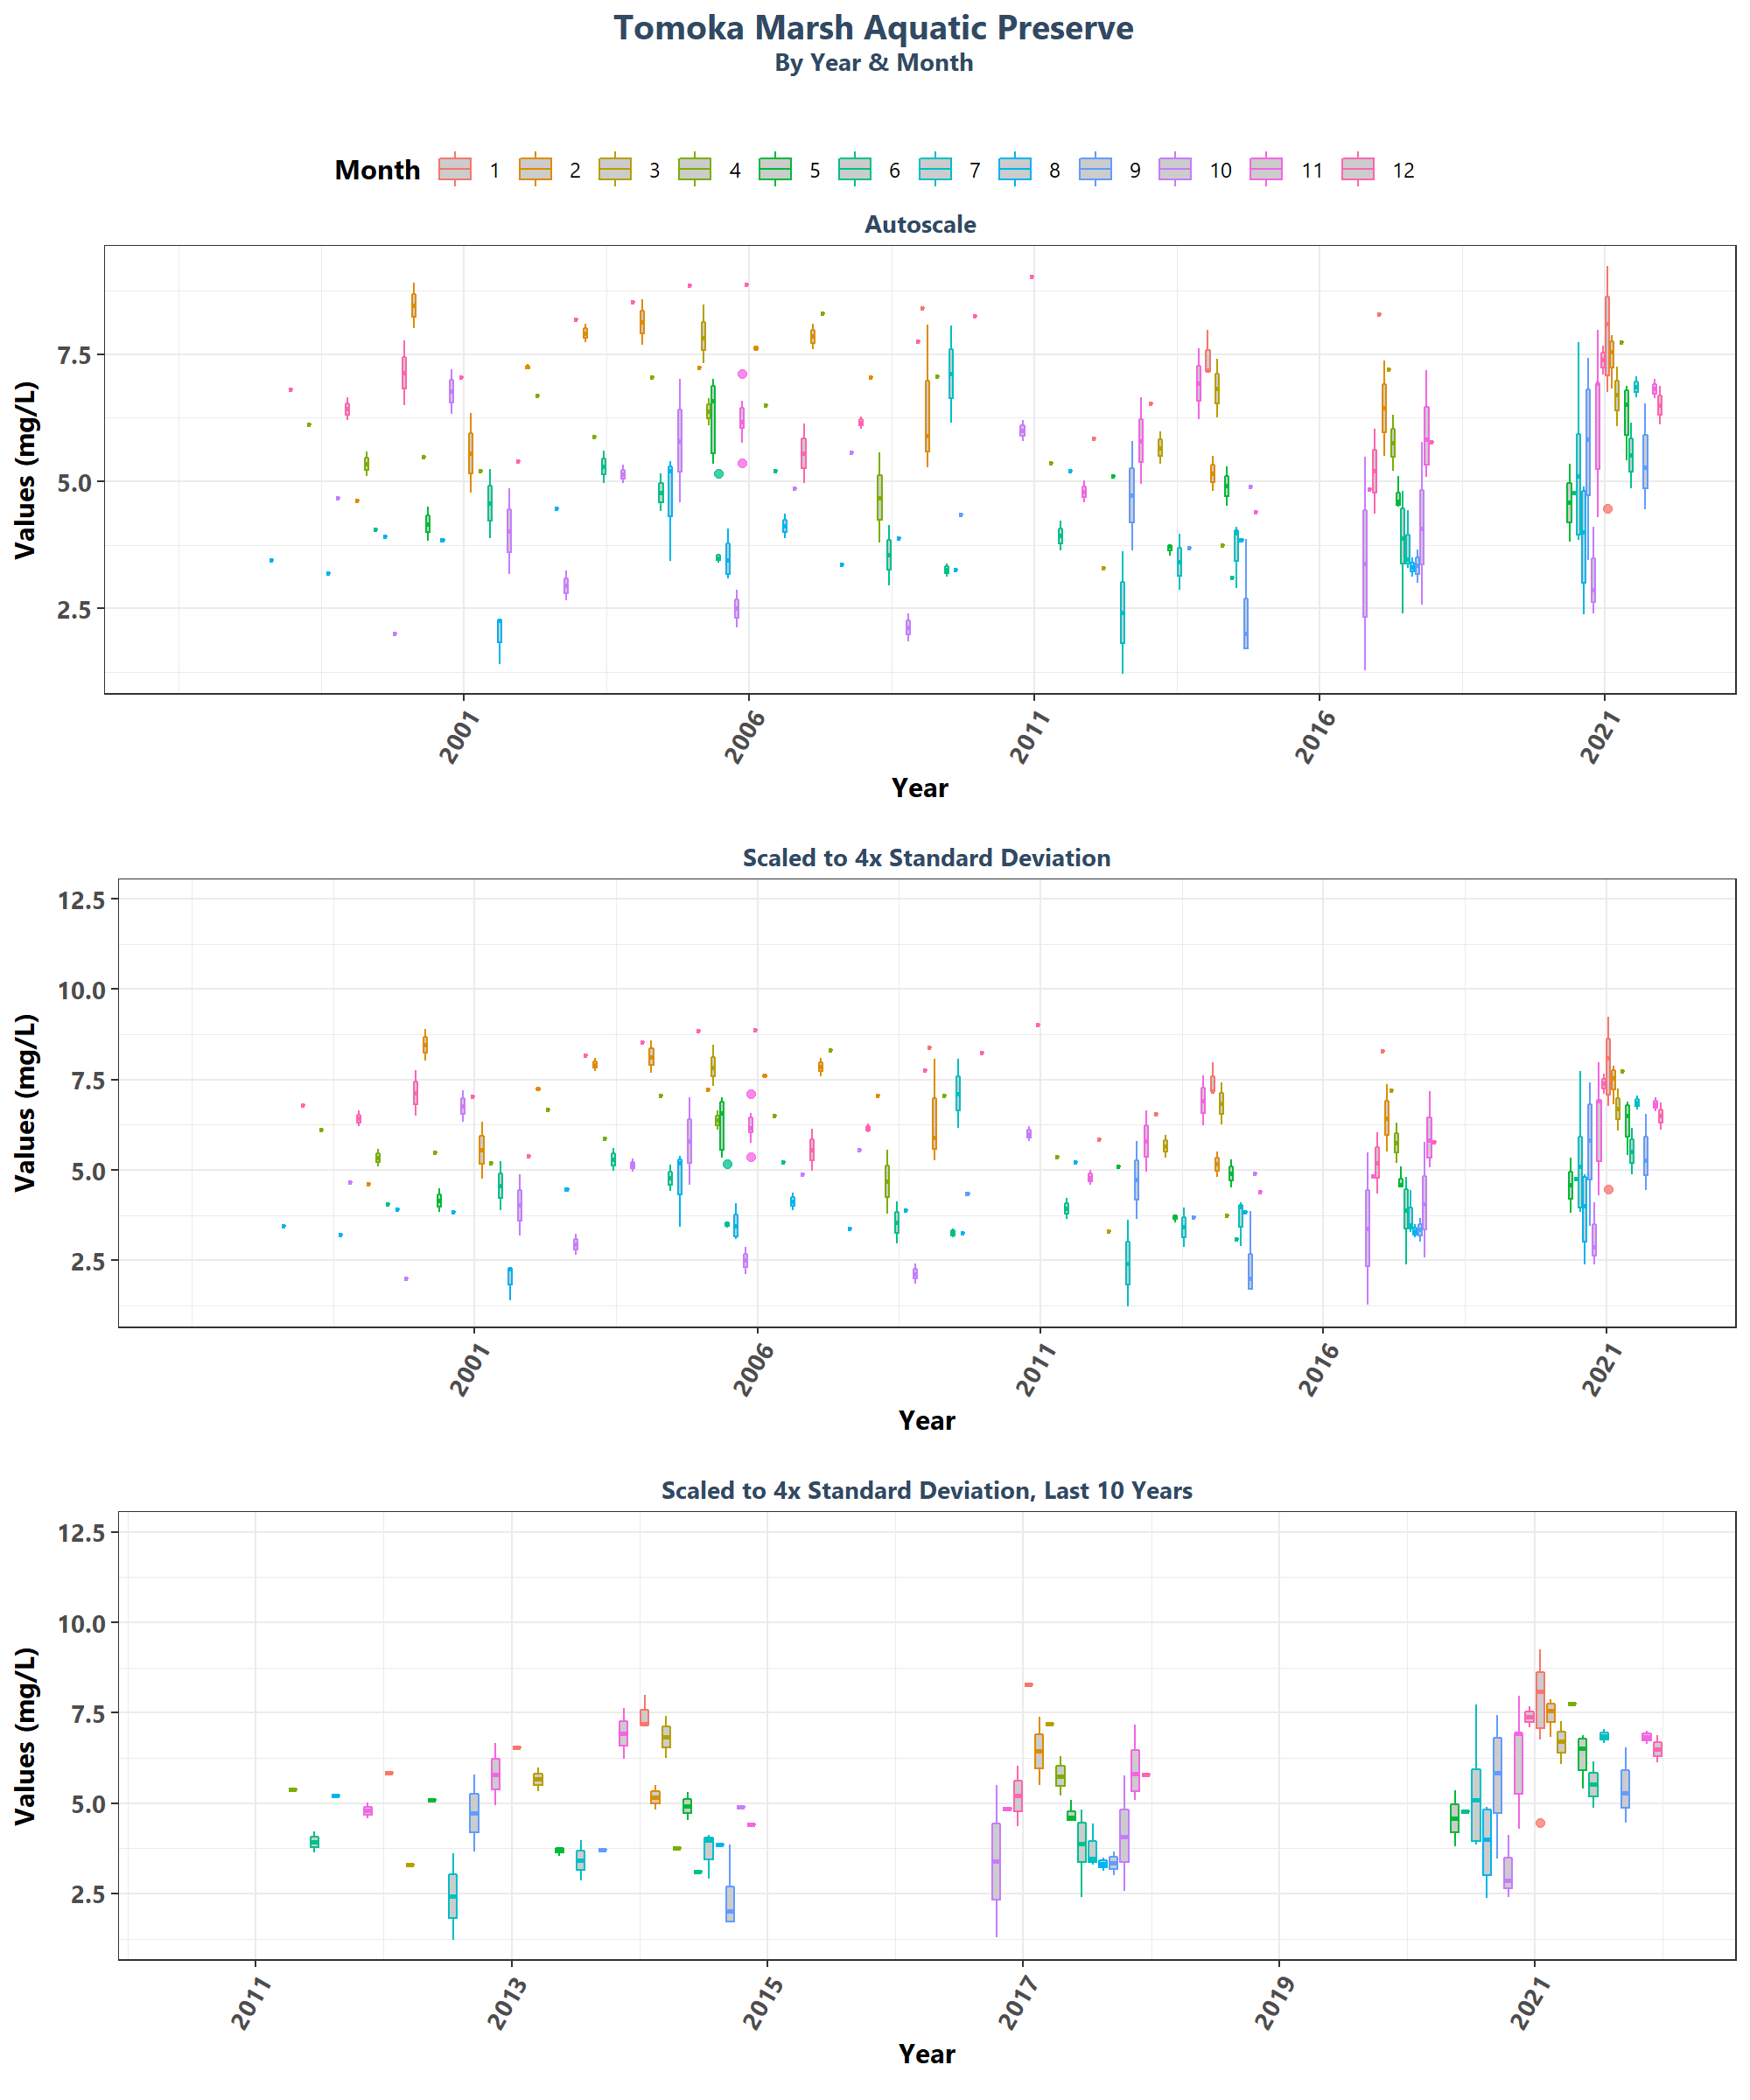 Tomoka Marsh Aquatic Preserve
By Year & Month
Month 1 2 3 4 5 6 7 8 9 10 11 12
Autoscale
Values (mg/L)
7.5
5.0
2.5
2001 2006 2011 2016 2021
Year
Scaled to 4x Standard Deviation
Values (mg/L)
12.5
10.0
7.5
5.0
2.5
2001 2006 2011 2016 2021
Year
Scaled to 4x Standard Deviation, Last 10 Years
Values (mg/L)
12.5
10.0
7.5
5.0
2.5
2011 2013 2015 2017 2019 2021
Year